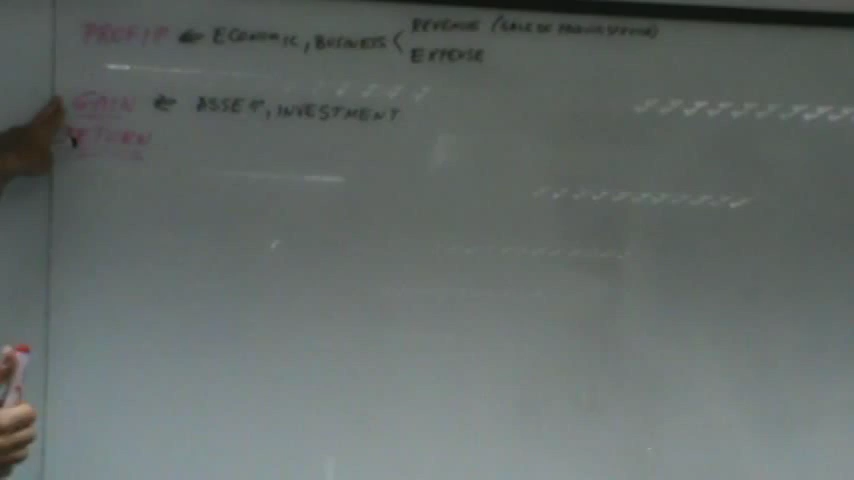 PROFIT ← ECONOMIC, BUSINESS < REVENUE (SALE OF PRODUCT/SERVICE)
EXPENSE
GAIN ← ASSET, INVESTMENT
RETURN